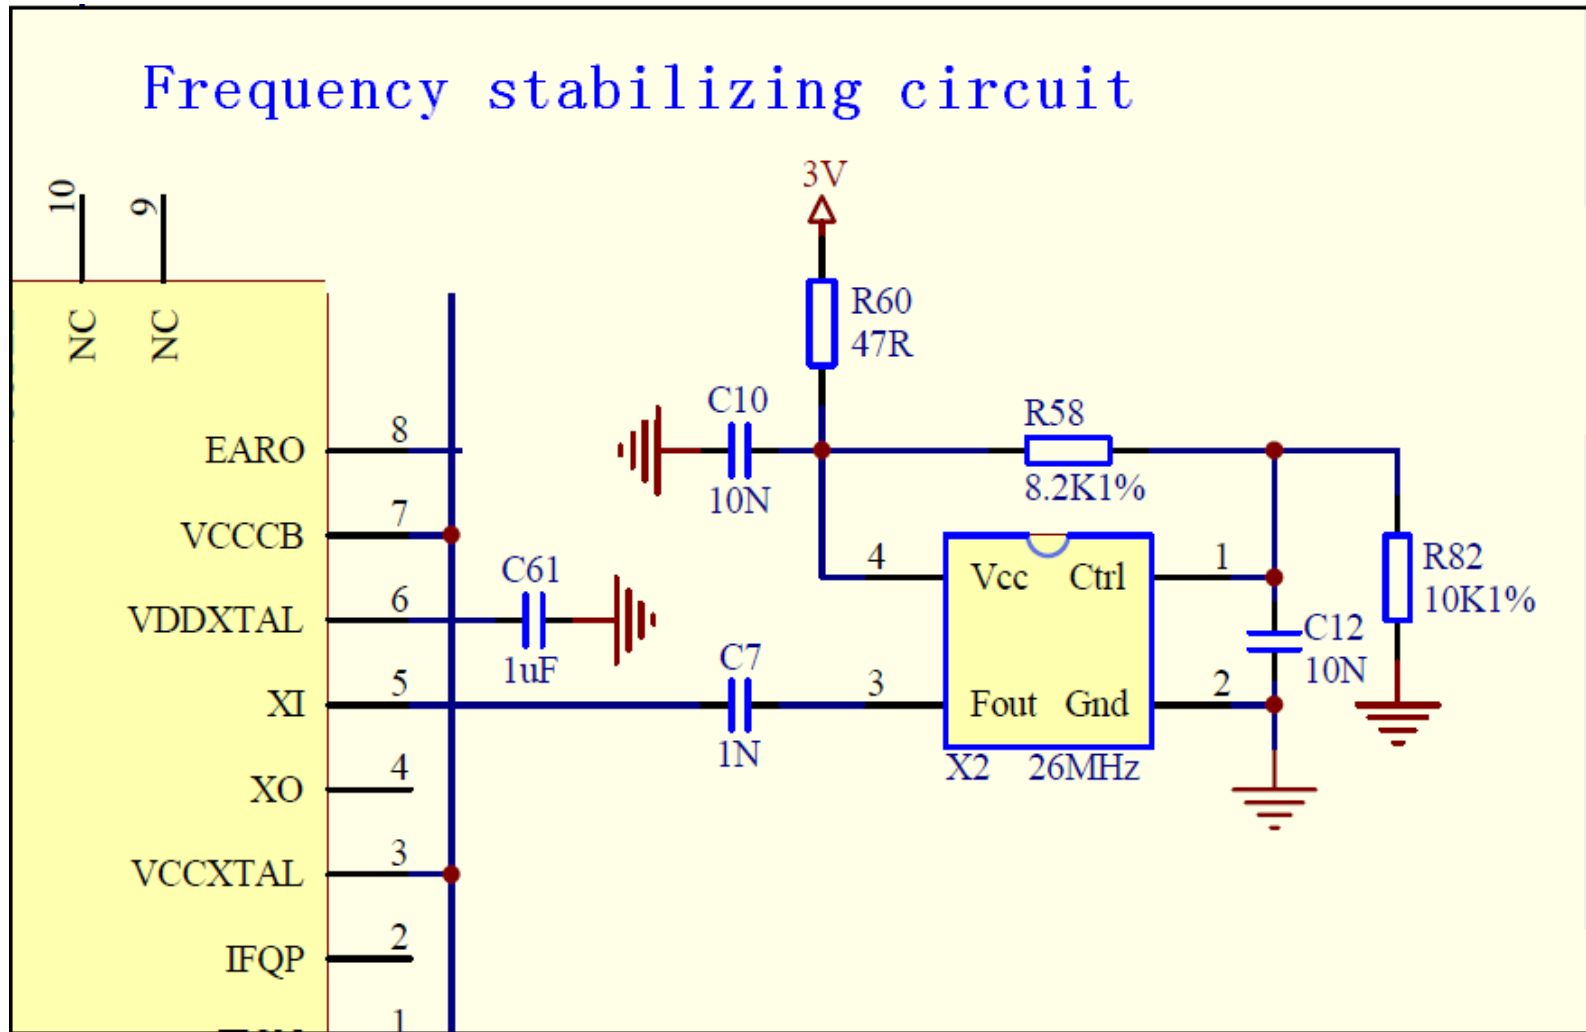 Frequency stabilizing circuit
3V
10
9
NC
NC
R60
47R
C10
10N
R58
8.2K1%
EARO 8
VCCCB 7
VDDXTAL 6
C61
1uF
XI 5
C7
1N
4 Vcc Ctrl 1
3 Fout Gnd 2
X2 26MHz
C12
10N
R82
10K1%
XO 4
VCCXTAL 3
IFQP 2
1